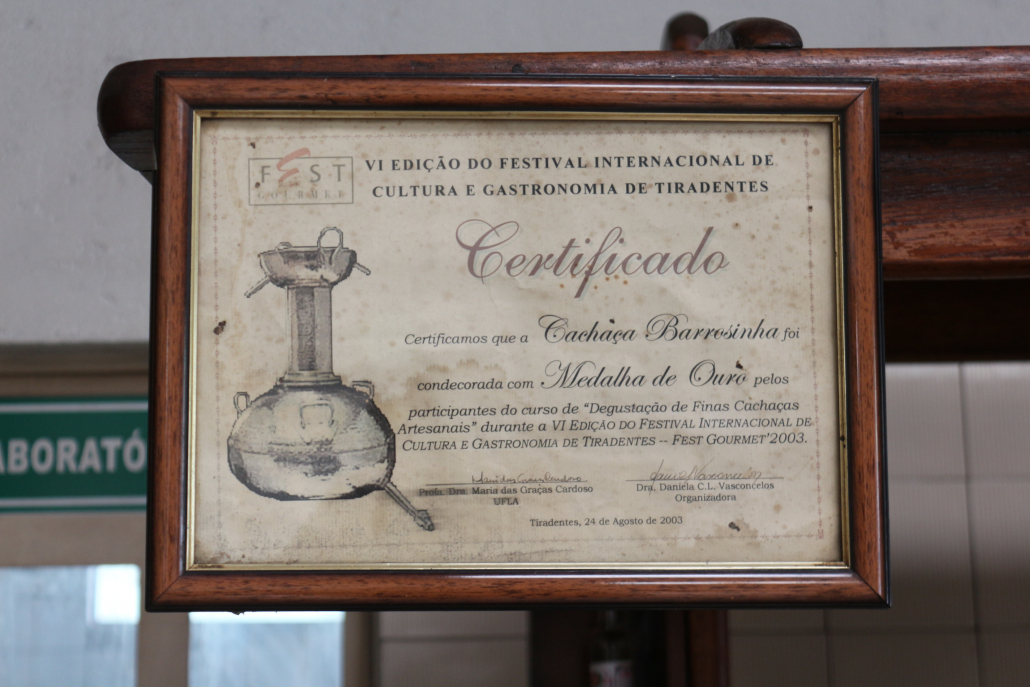 FEST
GOURMET
VI EDIÇÃO DO FESTIVAL INTERNACIONAL DE
CULTURA E GASTRONOMIA DE TIRADENTES
Certificado
Certificamos que a Cachaça Barrosinha foi
condecorada com Medalha de Ouro pelos
participantes do curso de “Degustação de Finas Cachaças
Artesanais” durante a VI EDIÇÃO DO FESTIVAL INTERNACIONAL DE
CULTURA E GASTRONOMIA DE TIRADENTES -- FEST GOURMET’2003.
Profa. Dra. Maria das Graças Cardoso
UFLA
Dra. Daniela C.L. Vasconcelos
Organizadora
Tiradentes, 24 de Agosto de 2003
ABORATÓ